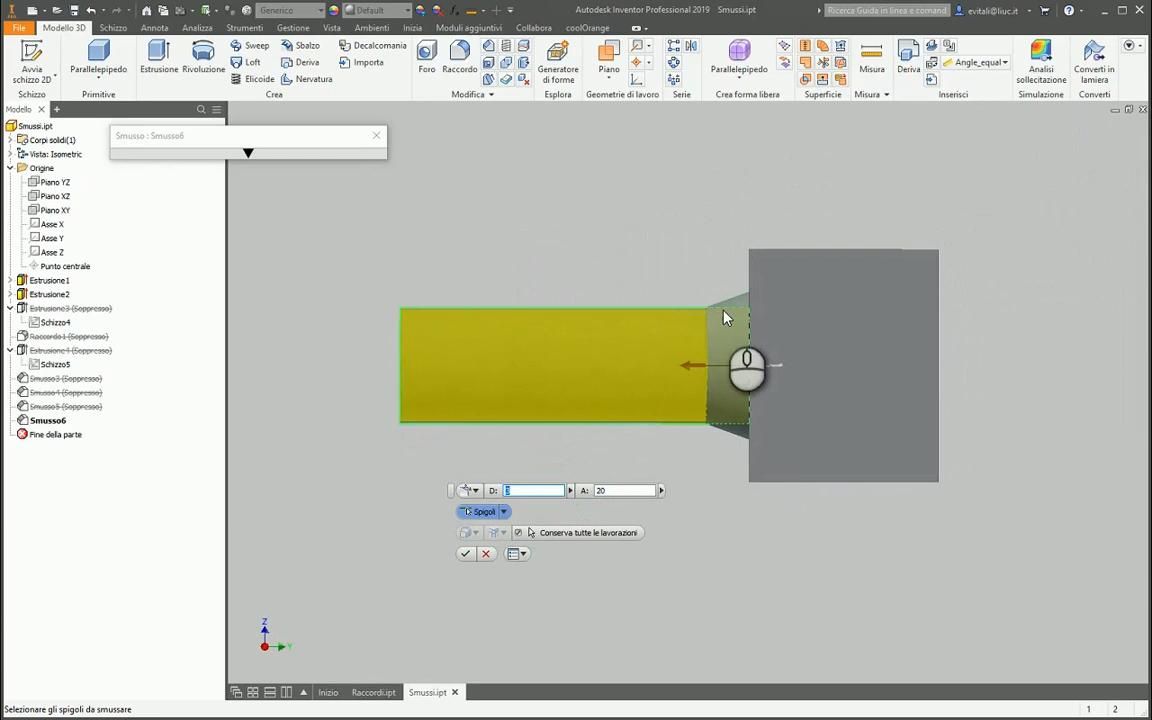 Generico
Default
Autodesk Inventor Professional 2019 Smussi.ipt
Ricerca Guida in linea e comand
evitali@liuc.it
File
Modello 3D
Schizzo
Annota
Analizza
Strumenti
Gestione
Vista
Ambienti
Inizia
Moduli aggiuntivi
Collabora
coolOrange
Avvia
schizzo 2D
Parallelepipedo
Estrusione
Rivoluzione
Sweep
Loft
Elicoide
Sbalzo
Deriva
Nervatura
Decalcomania
Importa
Foro
Raccordo
Generatore
di forme
Piano
Parallelepipedo
Misura
Deriva
Angle_equal
Analisi
sollecitazione
Converti in
lamiera
Schizzo
Primitive
Crea
Modifica
Esplora
Geometrie di lavoro
Serie
Crea forma libera
Superficie
Misura
Inserisci
Simulazione
Converti
Modello
Smussi.ipt
Corpi solidi(1)
Vista: Isometric
Origine
Piano YZ
Piano XZ
Piano XY
Asse X
Asse Y
Asse Z
Punto centrale
Estrusione1
Estrusione2
Estrusione3 (Soppresso)
Schizzo4
Raccordo1 (Soppresso)
Estrusione4 (Soppresso)
Schizzo5
Smusso3 (Soppresso)
Smusso4 (Soppresso)
Smusso5 (Soppresso)
Smusso6
Fine della parte
Smusso : Smusso6
D:
A: 20
Spigoli
Conserva tutte le lavorazioni
Z
Y
Inizio
Raccordi.ipt
Smussi.ipt
Selezionare gli spigoli da smussare
1
2